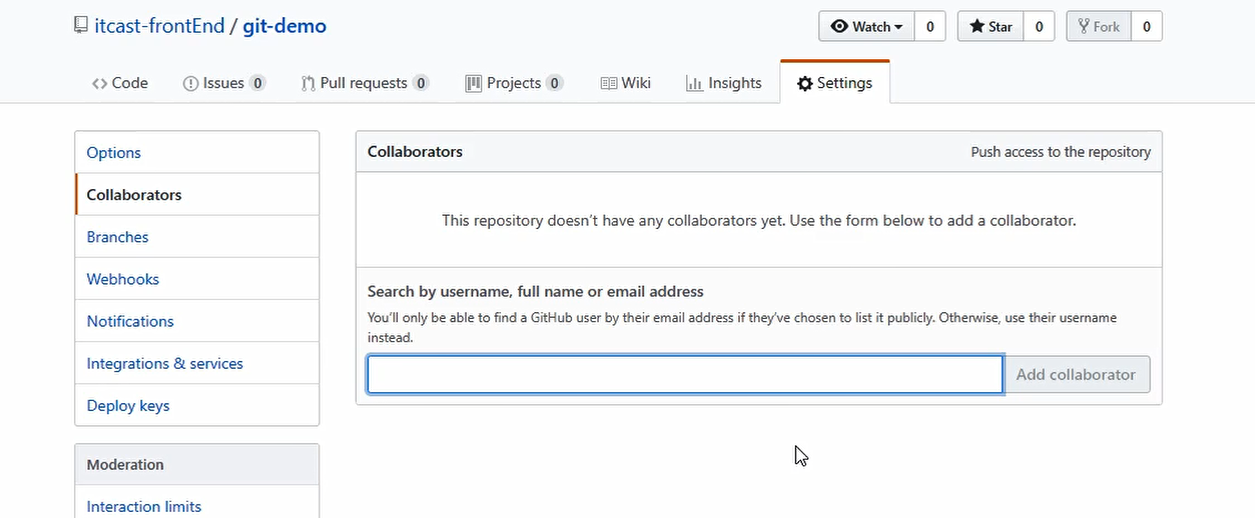 itcast-frontEnd / git-demo
Watch 0 Star 0 Fork 0
Code Issues 0 Pull requests 0 Projects 0 Wiki Insights Settings
Options
Collaborators
Branches
Webhooks
Notifications
Integrations & services
Deploy keys
Moderation
Interaction limits
Collaborators Push access to the repository
This repository doesn't have any collaborators yet. Use the form below to add a collaborator.
Search by username, full name or email address
You'll only be able to find a GitHub user by their email address if they've chosen to list it publicly. Otherwise, use their username
instead.
Add collaborator